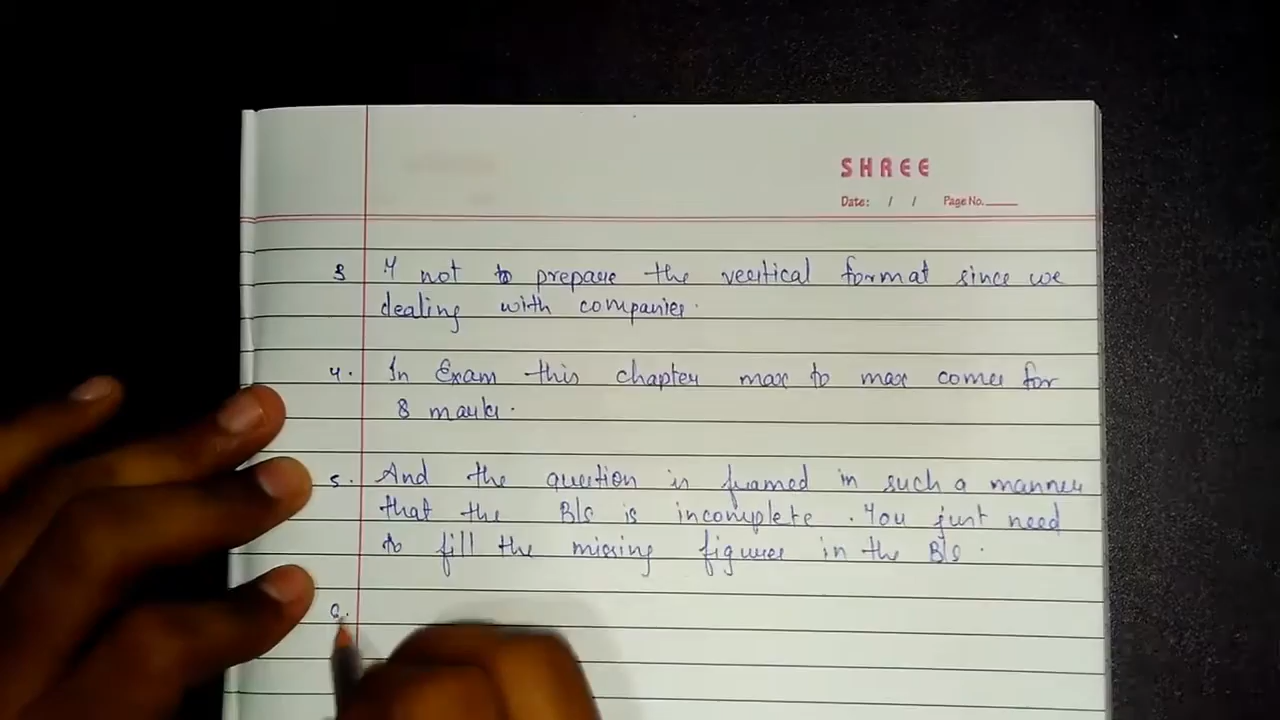 SHREE
Date: / / Page No.
3 not to prepare the vertical format since we
dealing with companies.
4. In Exam this chapter max to max comes for
8 marks.
5. And the question is framed in such a manner
that the B/s is incomplete. You just need
to fill the missing figures in the B/s.
6.